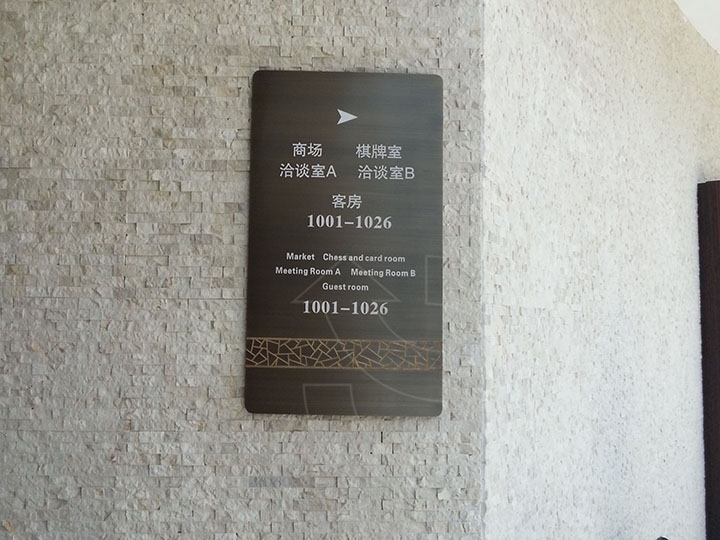 商场 棋牌室
洽谈室A 洽谈室B
客房
1001-1026
Market Chess and card room
Meeting Room A Meeting Room B
Guest room
1001-1026